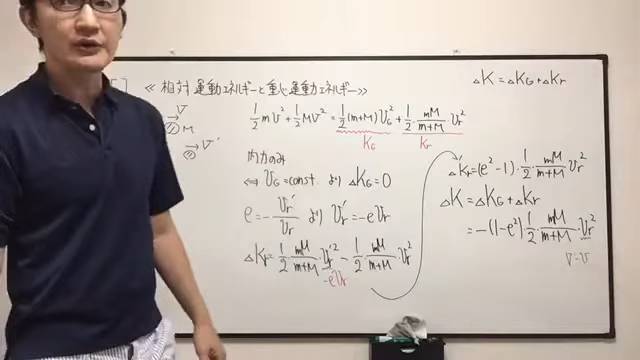 ≪相対運動エネルギーと重心運動エネルギー≫
ΔK = ΔK_G + ΔK_r
1/2 m v² + 1/2 M V² = 1/2 (m+M) v_G² + 1/2 · mM/(m+M) · v_r²
K_G K_r
→ V
M
→ V'
内力のみ
⇔ v_G = const. より ΔK_G = 0
e = - v_r'/v_r より v_r' = -e v_r
ΔK_r = 1/2 · mM/(m+M) · v_r'² - 1/2 · mM/(m+M) · v_r²
-e v_r
ΔK_r = (e² - 1) · 1/2 · mM/(m+M) · v_r²
ΔK = ΔK_G + ΔK_r
= -(1-e²) · 1/2 · mM/(m+M) · v_r²
V - v